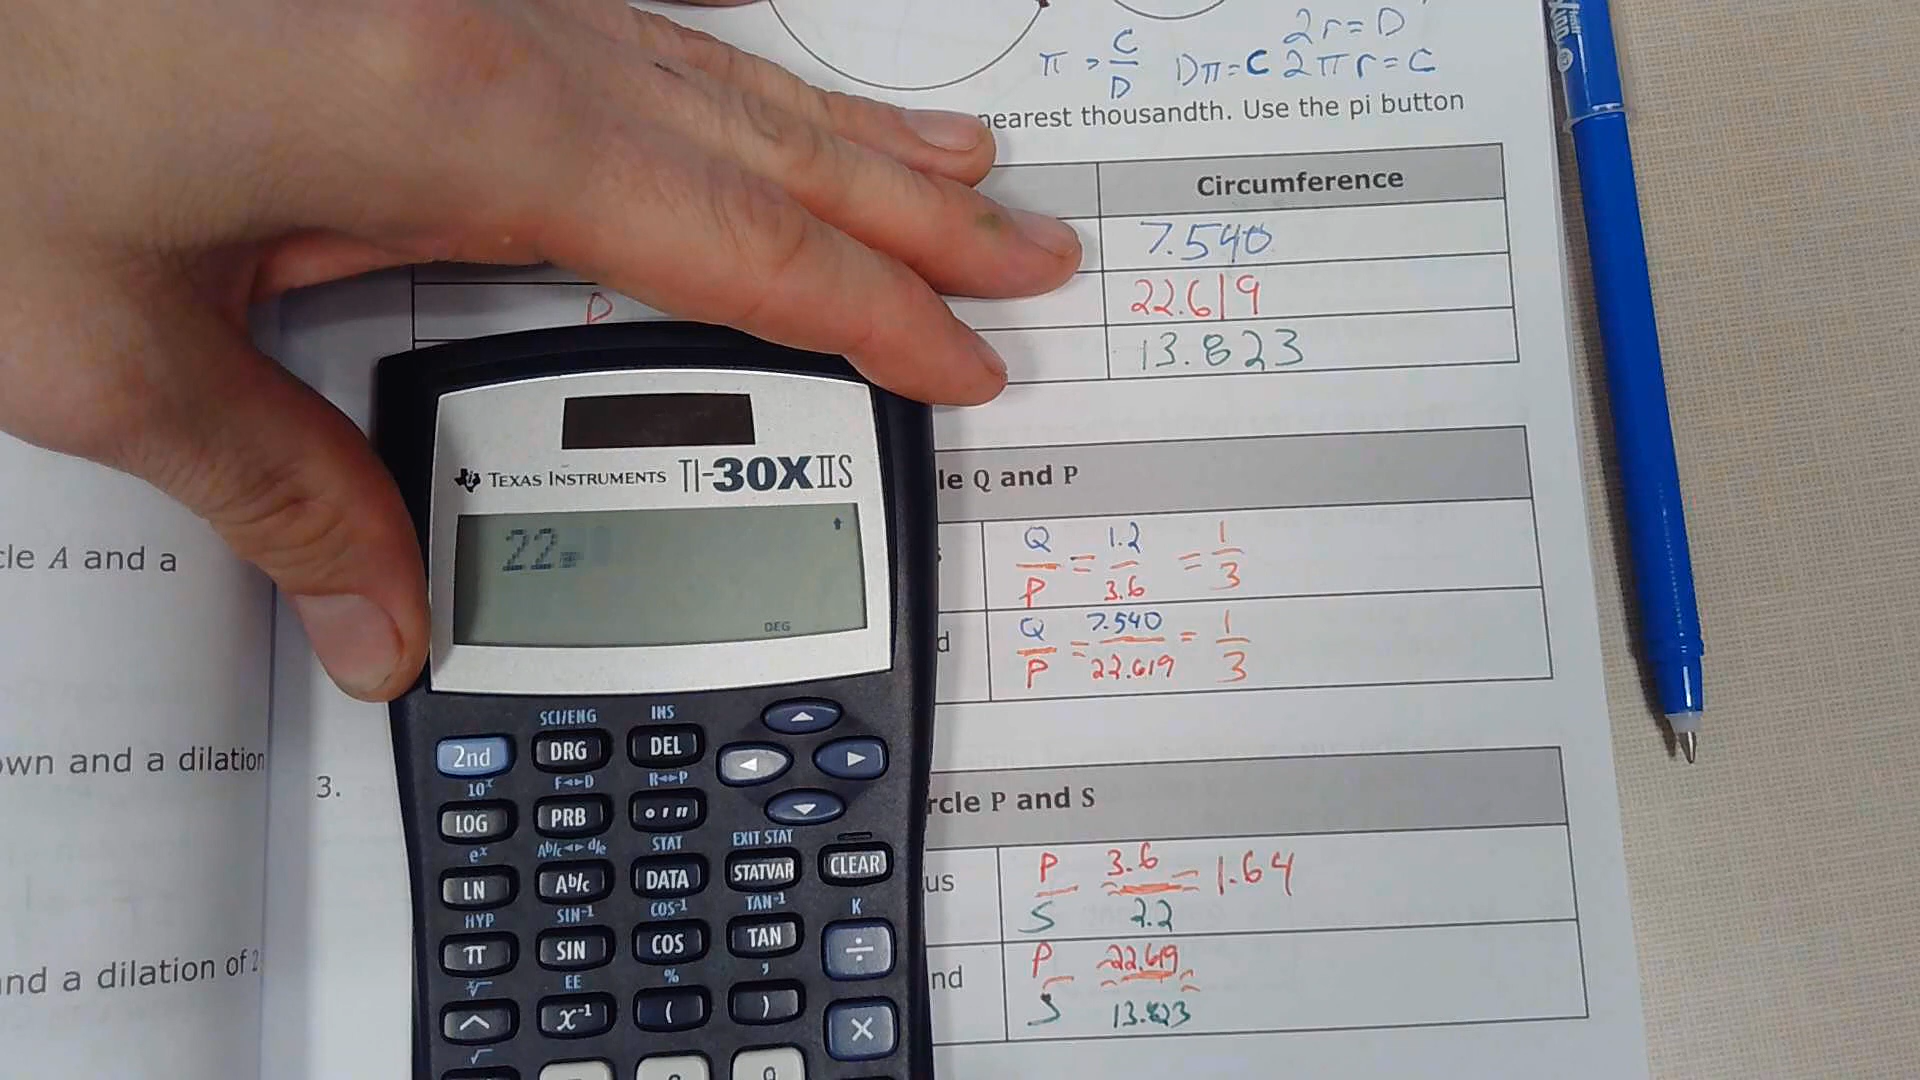 2r = D
π > C/D Dπ = C 2πr = C
nearest thousandth. Use the pi button
Circumference
7.540
22.619
D
13.823
TEXAS INSTRUMENTS TI-30XIIS
le Q and P
22.
DEG
Q/P = 1.2/3.6 = 1/3
cle A and a
d
Q/P = 7.540/22.619 = 1/3
own and a dilation
3.
rcle P and S
us
P/S = 3.6/2.2 = 1.64
nd a dilation of 2
nd
P/S = 22.619/13.823 =
SCI/ENG INS
2nd DRG DEL
10ˣ F◄►D R◄►P
LOG PRB ° ′ ″
eˣ Ab/c◄►d/e STAT EXIT STAT
LN Ab/c DATA STATVAR CLEAR
HYP SIN⁻¹ COS⁻¹ TAN⁻¹ K
π SIN COS TAN ÷
ˣ√ EE % ,
^ x⁻¹ ( ) ×
√